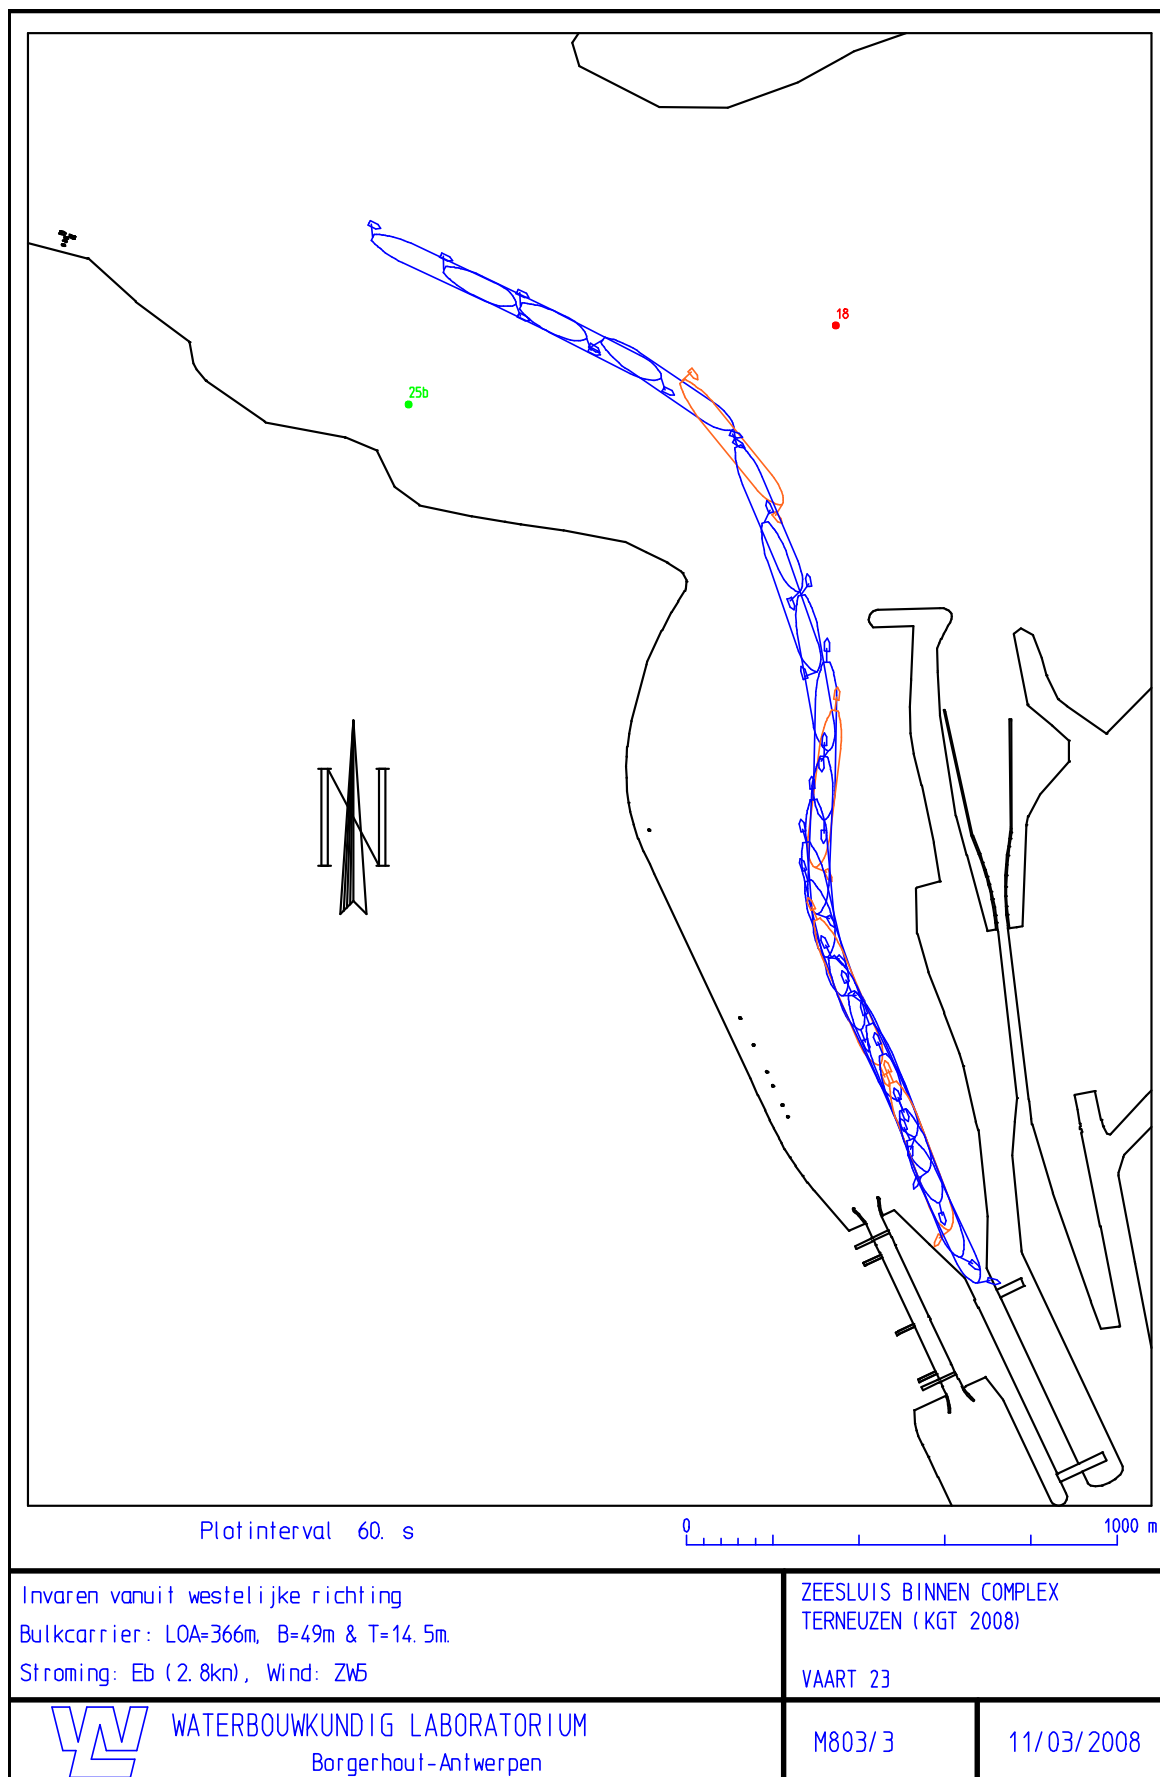 18
25b
N
Plotinterval 60. s
0 1000 m
Invaren vanuit westelijke richting
Bulkcarrier: LOA=366m, B=49m & T=14.5m.
Stroming: Eb (2.8kn), Wind: ZW5
ZEESLUIS BINNEN COMPLEX
TERNEUZEN (KGT 2008)
VAART 23
WATERBOUWKUNDIG LABORATORIUM
Borgerhout-Antwerpen
M803/3
11/03/2008